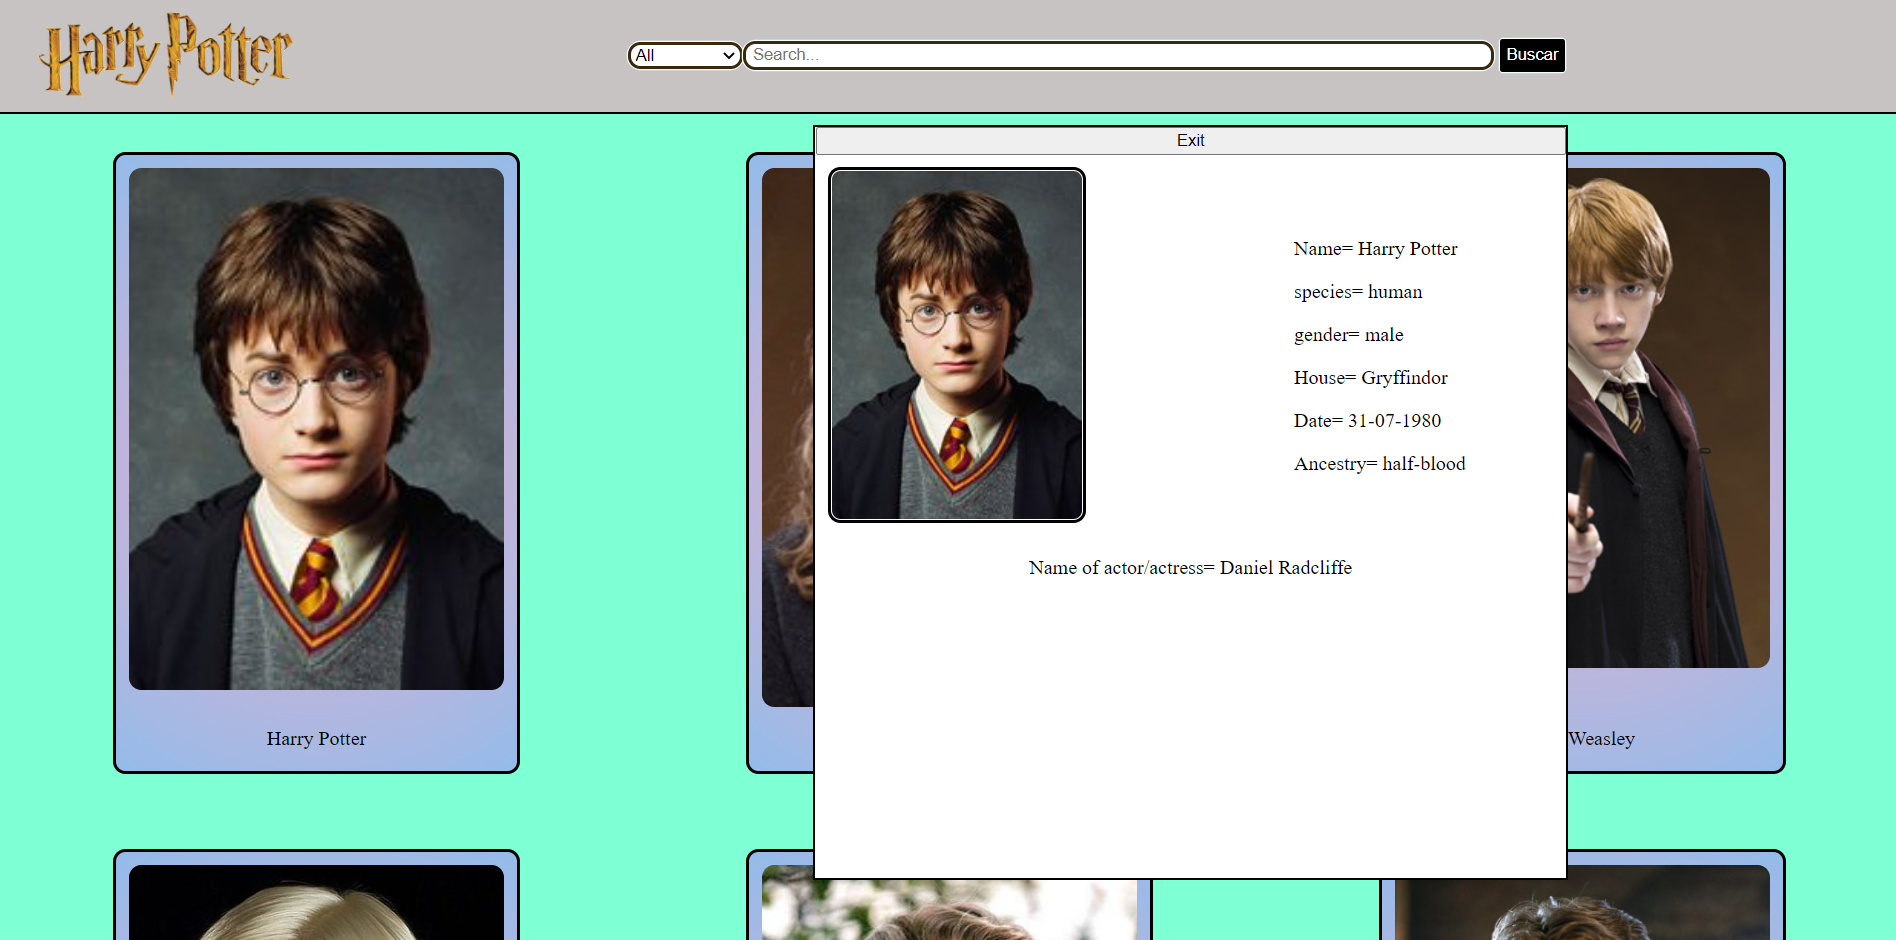 Harry Potter
All
Search...
Buscar
Exit
Name= Harry Potter
species= human
gender= male
House= Gryffindor
Date= 31-07-1980
Ancestry= half-blood
Name of actor/actress= Daniel Radcliffe
Harry Potter
Weasley